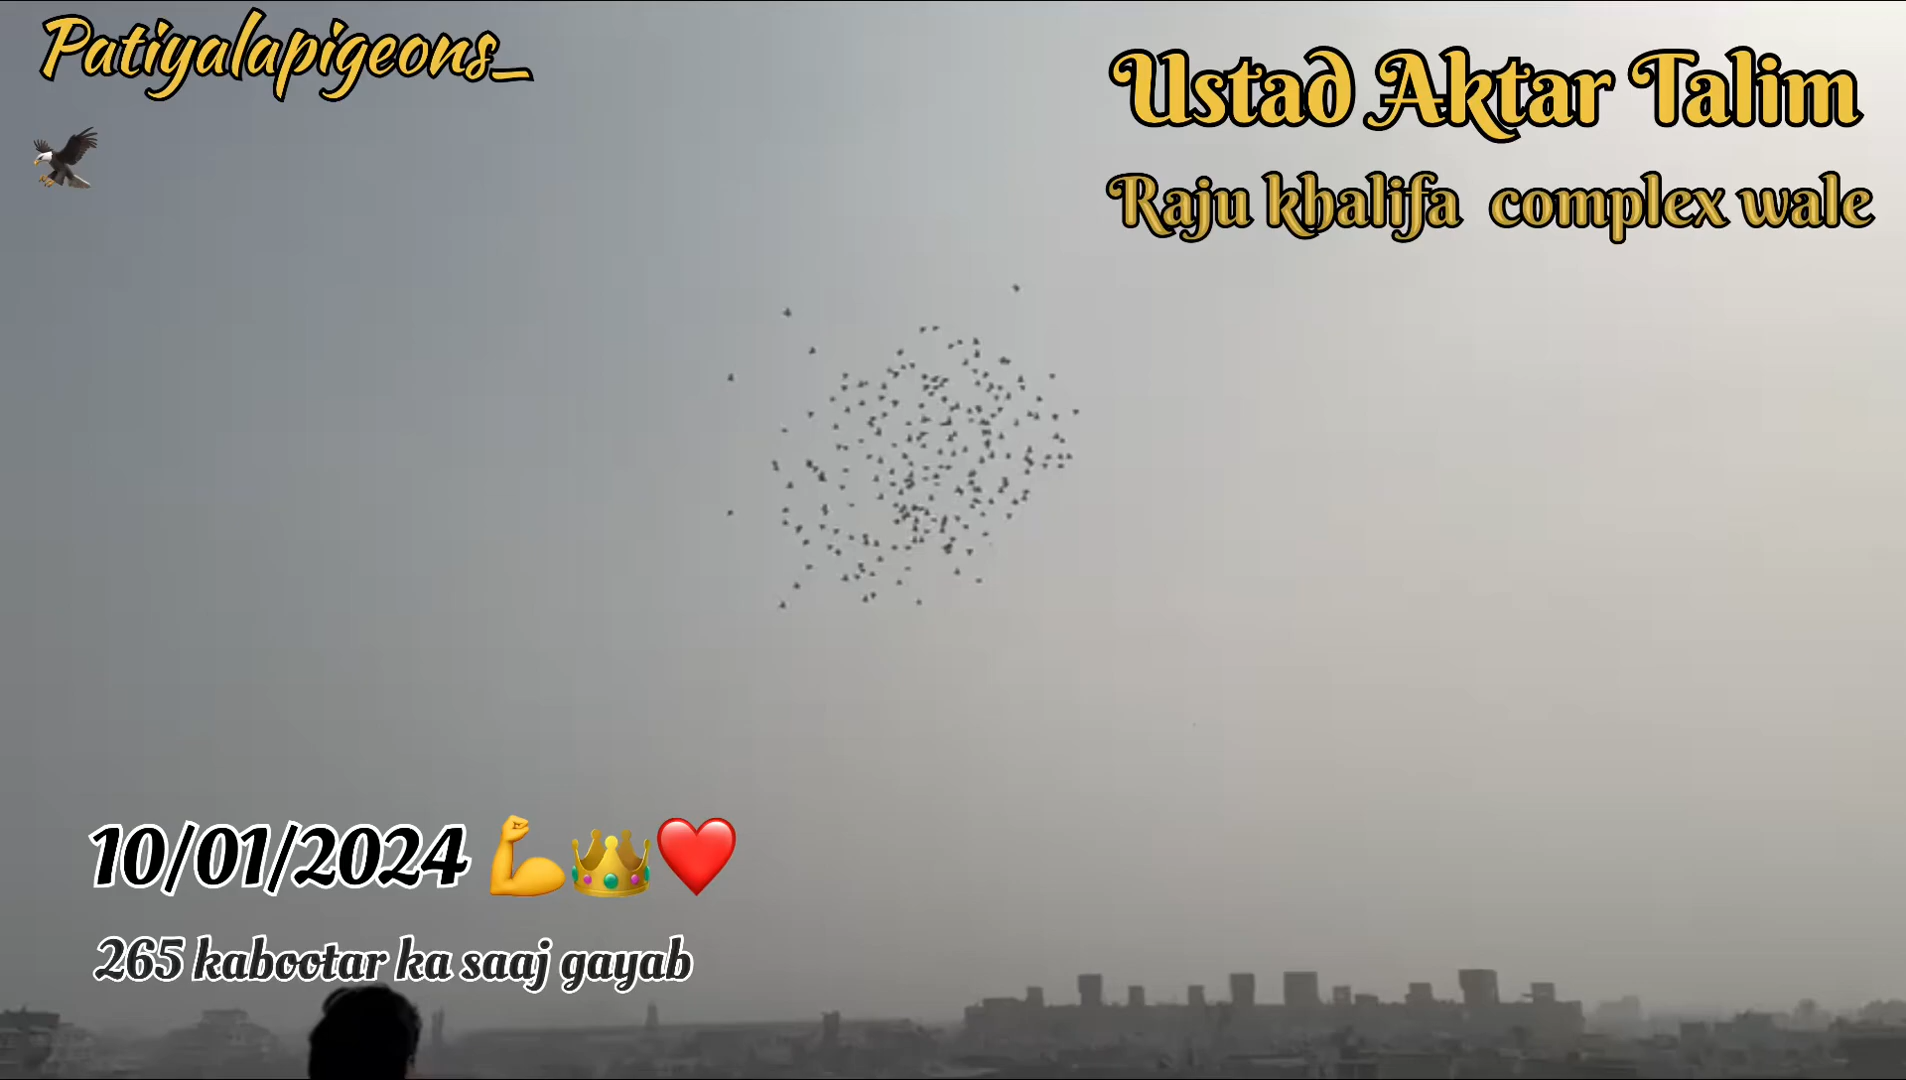 Patiyalapigeons_
Ustad Aktar Talim
Raju khalifa complex wale
10/01/2024 💪👑❤️
265 kabootar ka saaj gayab